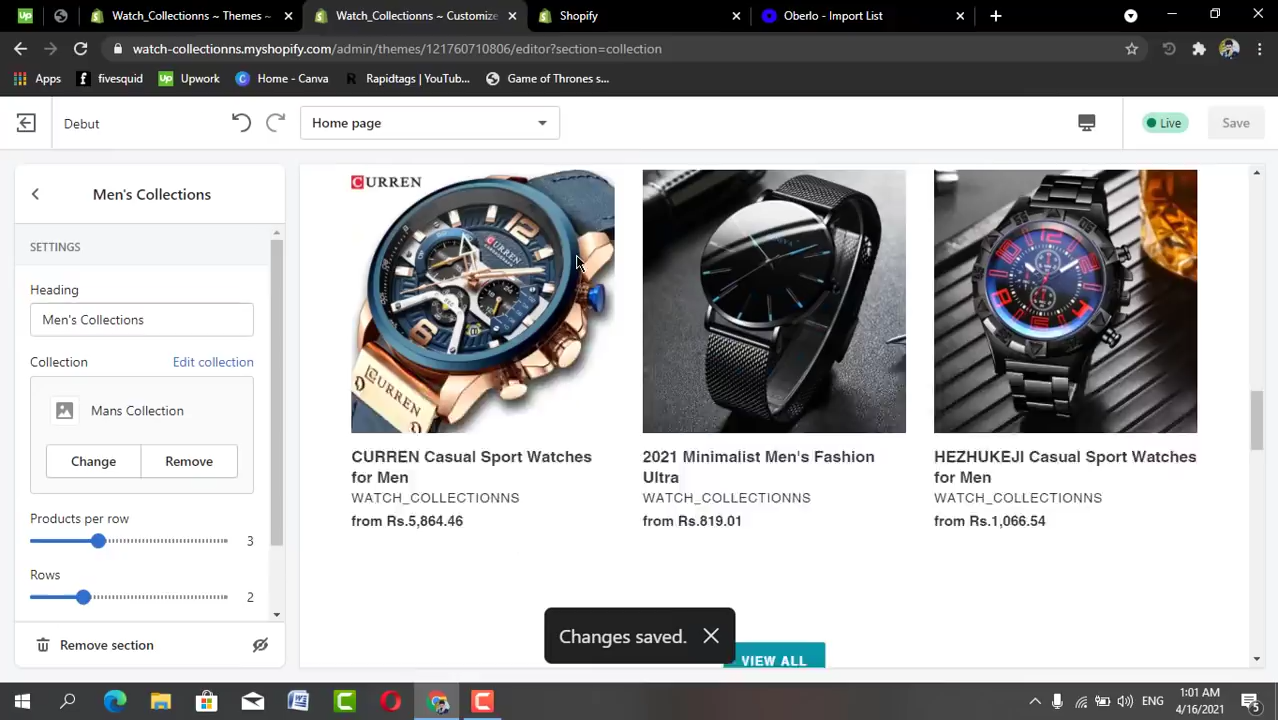 Watch_Collectionns ~ Themes ~
Watch_Collectionns ~ Customize
Shopify
Oberlo - Import List
watch-collectionns.myshopify.com/admin/themes/121760710806/editor?section=collection
Apps
fivesquid
Upwork
Home - Canva
Rapidtags | YouTub...
Game of Thrones s...
Debut
Home page
Live
Save
Men's Collections
SETTINGS
Heading
Men's Collections
Collection
Edit collection
Mans Collection
Change
Remove
Products per row
3
Rows
2
Remove section
CURREN
CURREN
CURREN
CURREN Casual Sport Watches
for Men
WATCH_COLLECTIONNS
from Rs.5,864.46
2021 Minimalist Men's Fashion
Ultra
WATCH_COLLECTIONNS
from Rs.819.01
HEZHUKEJI Casual Sport Watches
for Men
WATCH_COLLECTIONNS
from Rs.1,066.54
Changes saved.
VIEW ALL
ENG
1:01 AM
4/16/2021
5